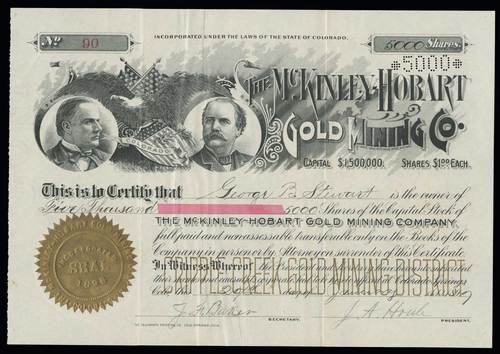 No 90
INCORPORATED UNDER THE LAWS OF THE STATE OF COLORADO.
5000 Shares.
*5000*
THE MCKINLEY-HOBART
GOLD MINING CO.
COLORADO
CAPITAL $1,500,000. SHARES, $1.00 EACH.
This is to Certify that George B. Stewart is the owner of
Five Thousand 5000 Shares of the Capital Stock of
THE MCKINLEY-HOBART GOLD MINING COMPANY,
full paid and nonassessable transferable only on the Books of the
Company in person or by Attorney on surrender of this Certificate
In Witness Whereof
SEAL
1896
SECRETARY. PRESIDENT.